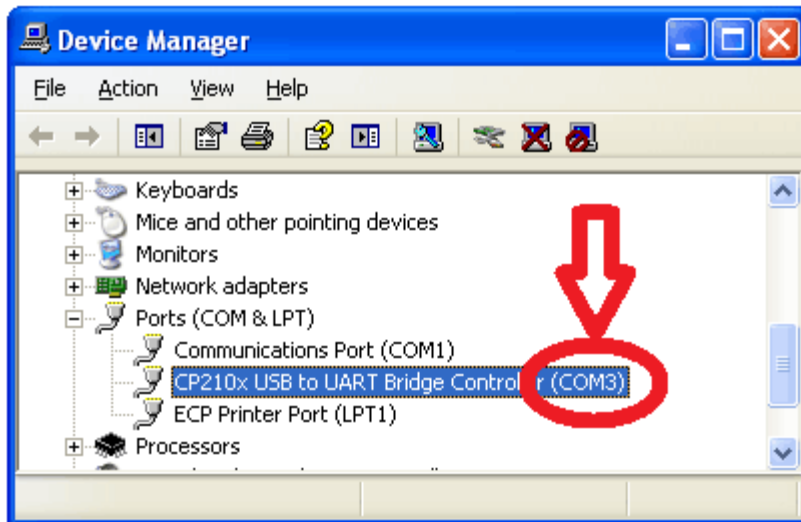 Device Manager
File Action View Help
Keyboards
Mice and other pointing devices
Monitors
Network adapters
Ports (COM & LPT)
Communications Port (COM1)
CP210x USB to UART Bridge Controller (COM3)
ECP Printer Port (LPT1)
Processors